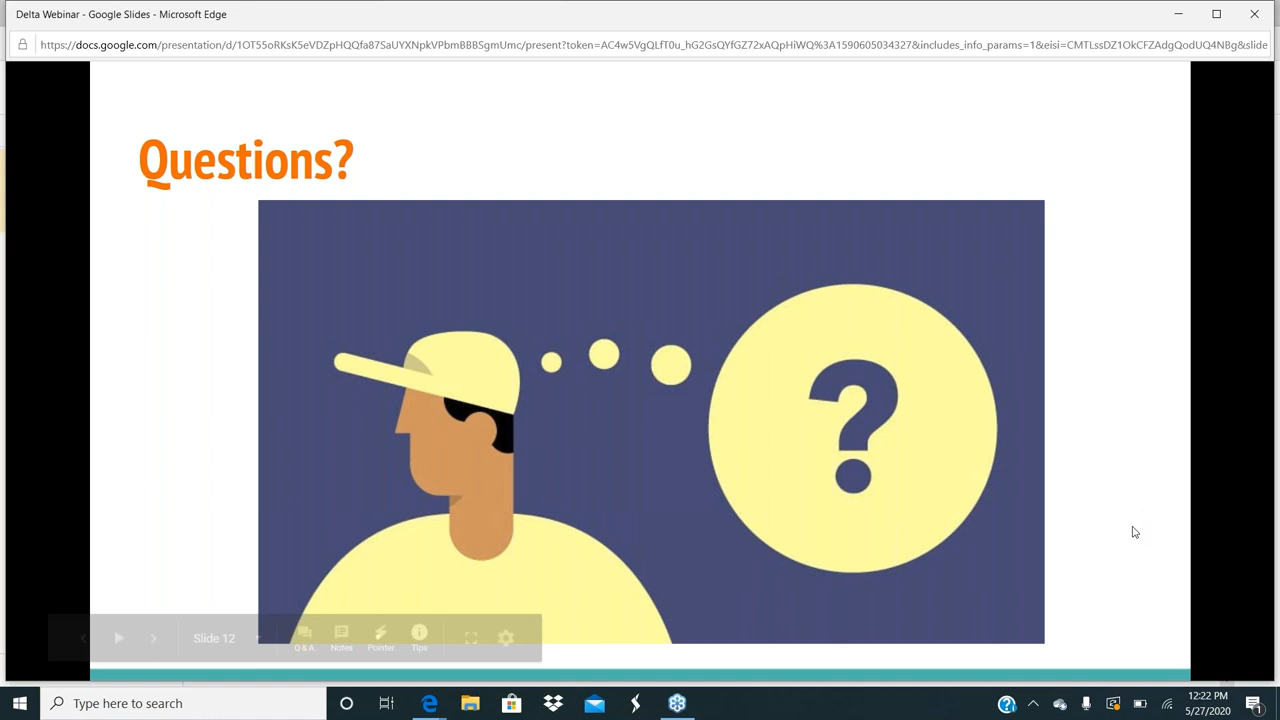 Delta Webinar - Google Slides - Microsoft Edge
https://docs.google.com/presentation/d/1OT55oRKsK5eVDZpHQQfa87SaUYXNpkVPbmBBBSgmUmc/present?token=AC4w5VgQLfT0u_hG2GsQYfGZ72xAQpHiWQ%3A1590605034327&includes_info_params=1&eisi=CMTLssDZ1OkCFZAdgQodUQ4NBg&slide
Questions?
?
Slide 12
Q & A Notes Pointer Tips
Type here to search
12:22 PM
5/27/2020
1